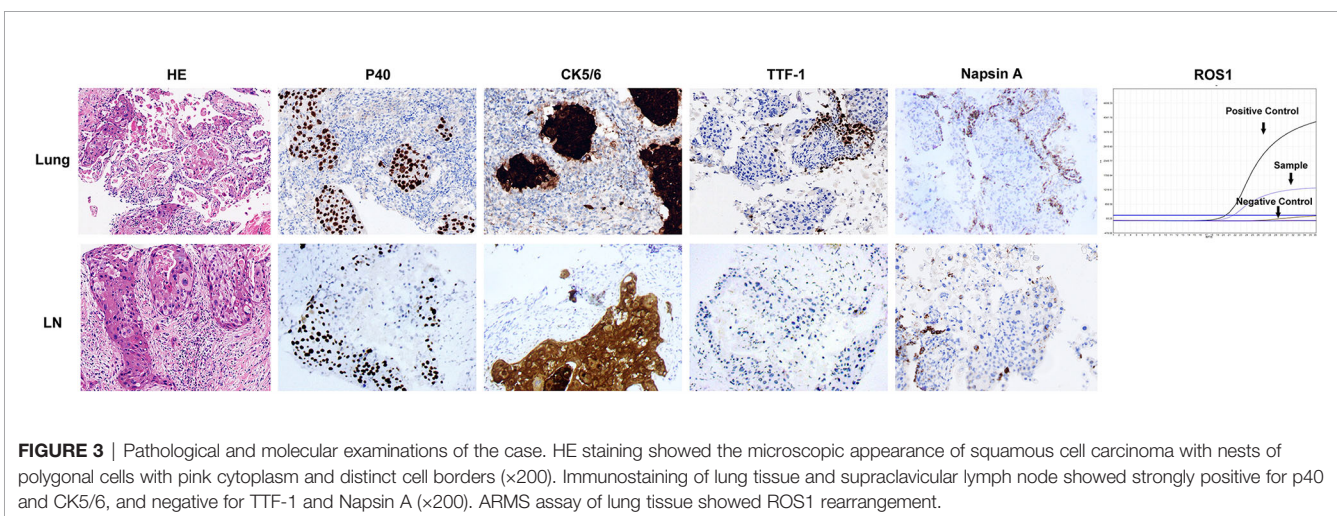 HE P40 CK5/6 TTF-1 Napsin A ROS1
Lung
Positive Control
Sample
Negative Control
LN
FIGURE 3 | Pathological and molecular examinations of the case. HE staining showed the microscopic appearance of squamous cell carcinoma with nests of
polygonal cells with pink cytoplasm and distinct cell borders (×200). Immunostaining of lung tissue and supraclavicular lymph node showed strongly positive for p40
and CK5/6, and negative for TTF-1 and Napsin A (×200). ARMS assay of lung tissue showed ROS1 rearrangement.